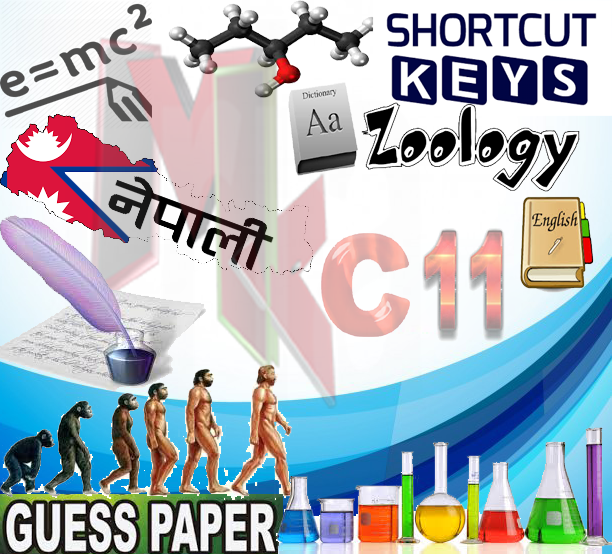 e=mc²
SHORTCUT
KEYS
Dictionary
Aa
Zoology
नेपाली
English
C 11
GUESS PAPER